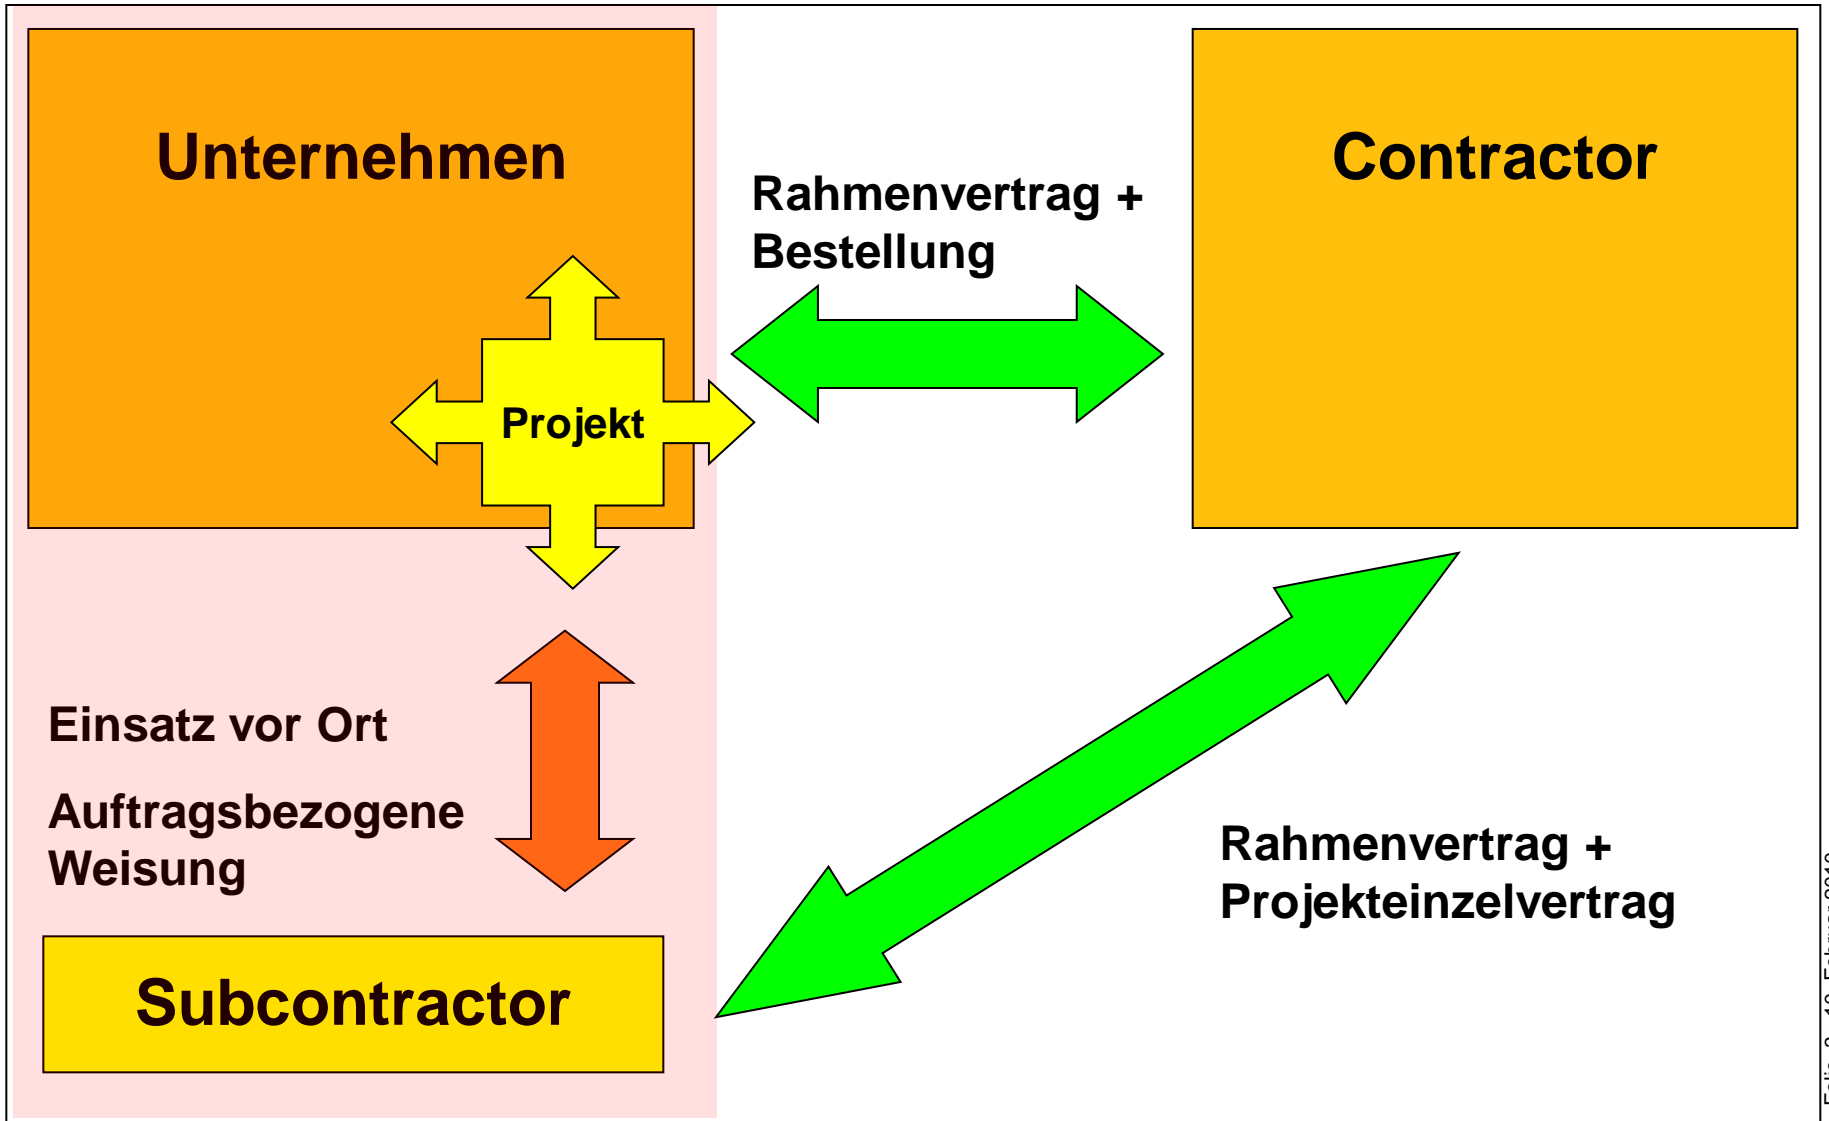 Unternehmen
Contractor
Rahmenvertrag +
Bestellung
Projekt
Einsatz vor Ort
Auftragsbezogene
Weisung
Rahmenvertrag +
Projekteinzelvertrag
Subcontractor